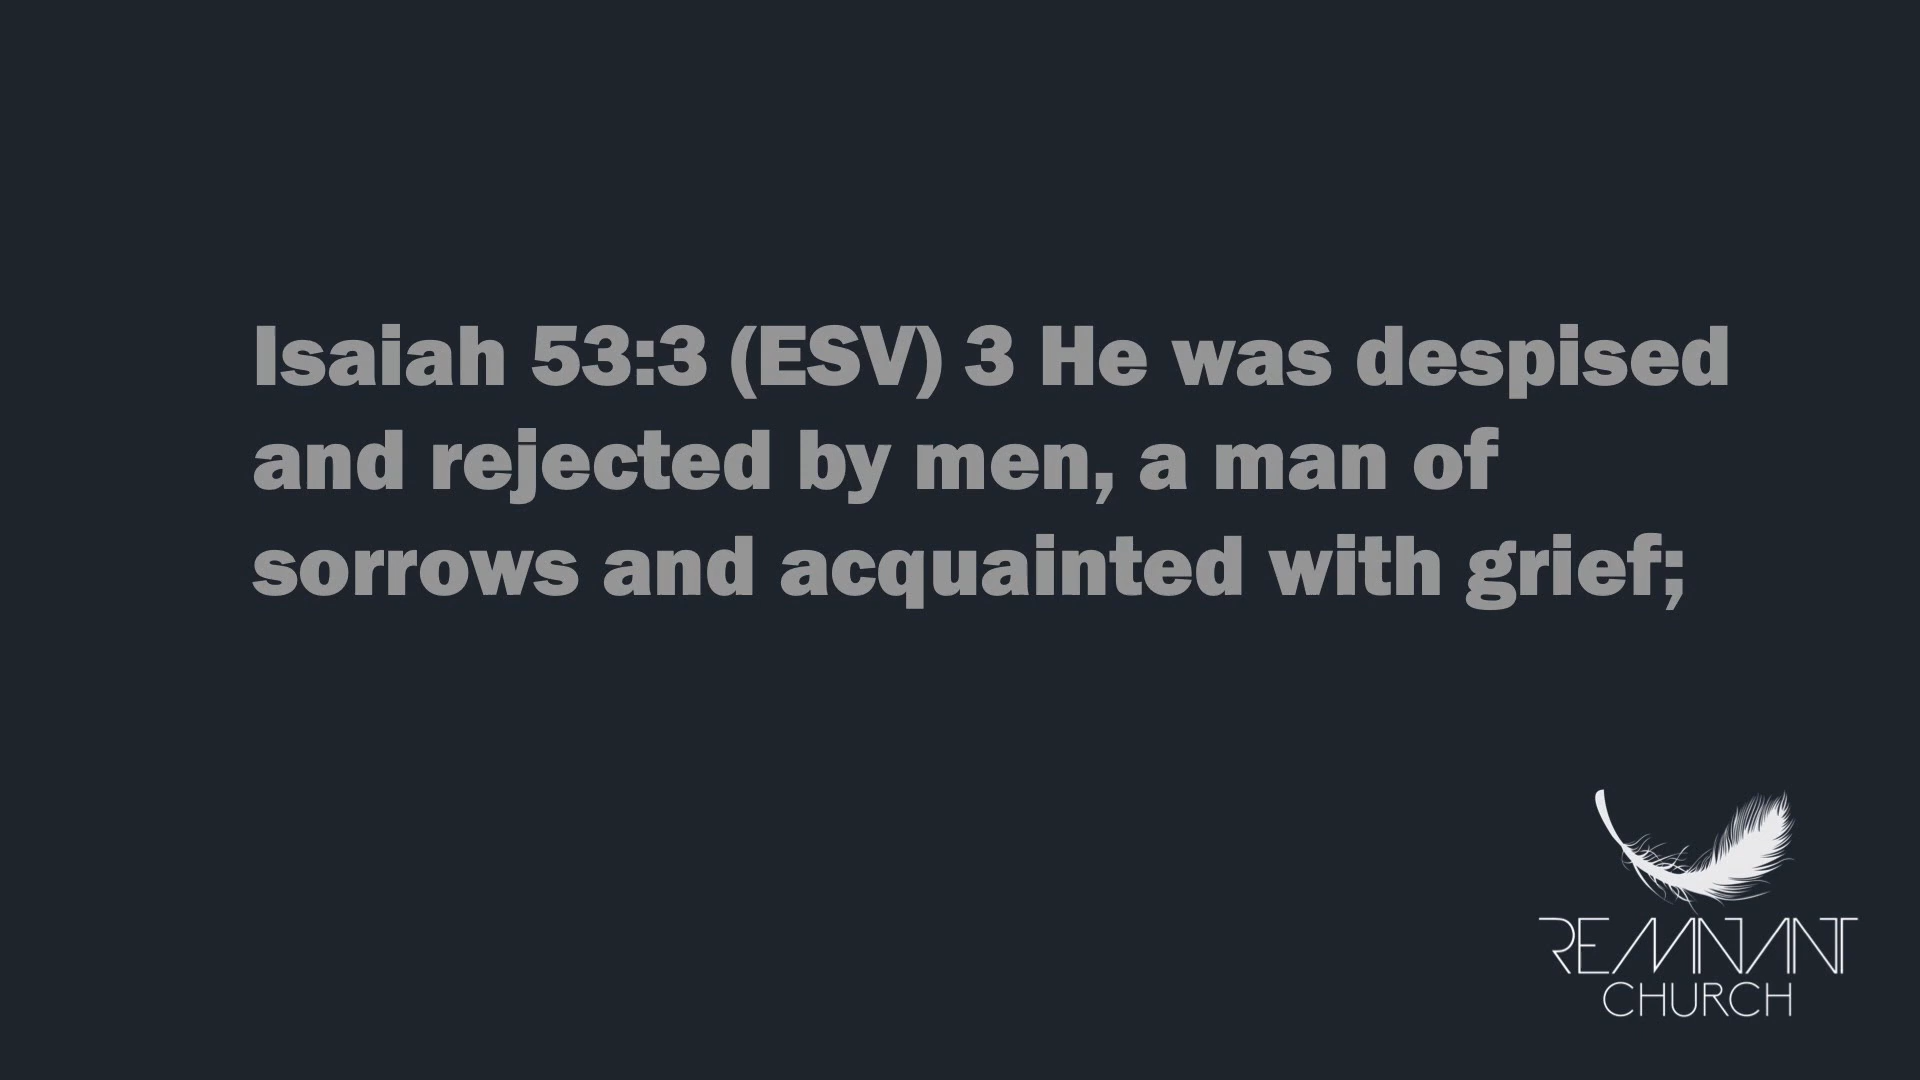 Isaiah 53:3 (ESV) 3 He was despised
and rejected by men, a man of
sorrows and acquainted with grief;
REMNANT
CHURCH